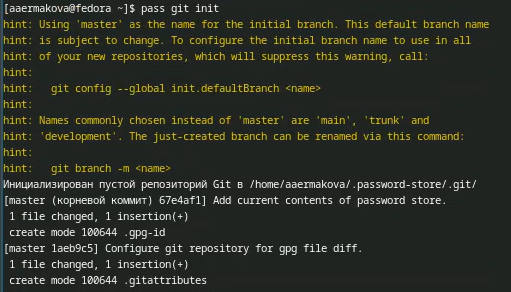 [aaermakova@fedora ~]$ pass git init
hint: Using 'master' as the name for the initial branch. This default branch name
hint: is subject to change. To configure the initial branch name to use in all
hint: of your new repositories, which will suppress this warning, call:
hint:
hint:   git config --global init.defaultBranch <name>
hint:
hint: Names commonly chosen instead of 'master' are 'main', 'trunk' and
hint: 'development'. The just-created branch can be renamed via this command:
hint:
hint:   git branch -m <name>
Инициализирован пустой репозиторий Git в /home/aaermakova/.password-store/.git/
[master (корневой коммит) 67e4af1] Add current contents of password store.
 1 file changed, 1 insertion(+)
 create mode 100644 .gpg-id
[master 1aeb9c5] Configure git repository for gpg file diff.
 1 file changed, 1 insertion(+)
 create mode 100644 .gitattributes